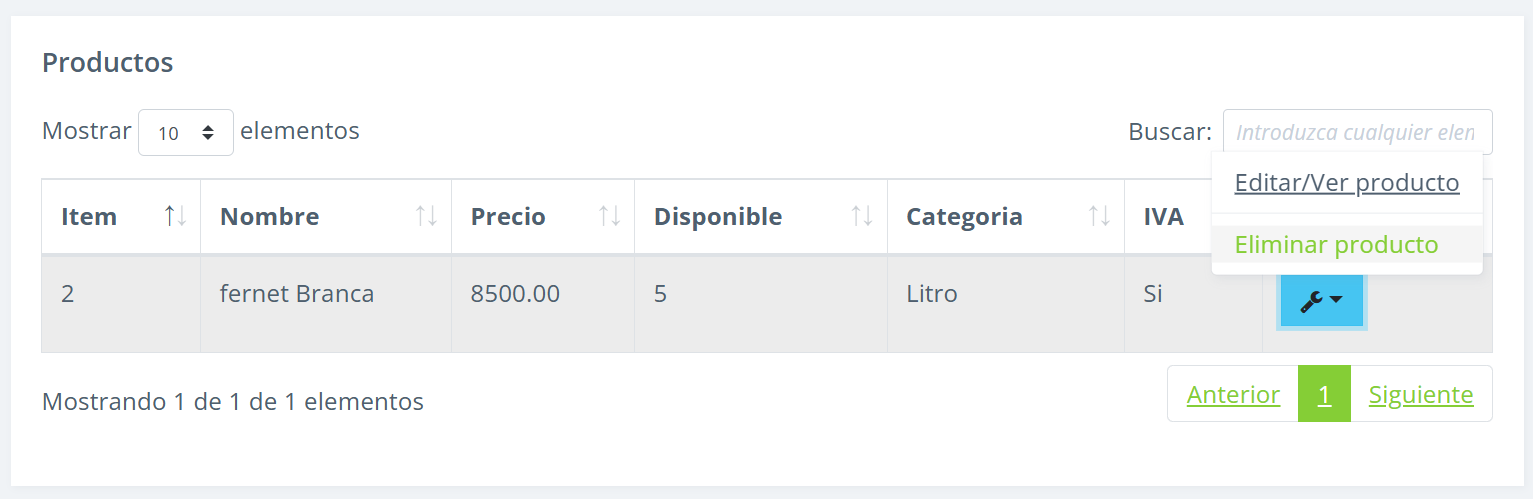 Productos
Mostrar 10 elementos
Buscar: Introduzca cualquier elen
Editar/Ver producto
Item Nombre Precio Disponible Categoria IVA
Eliminar producto
2 fernet Branca 8500.00 5 Litro Si
Mostrando 1 de 1 de 1 elementos
Anterior 1 Siguiente